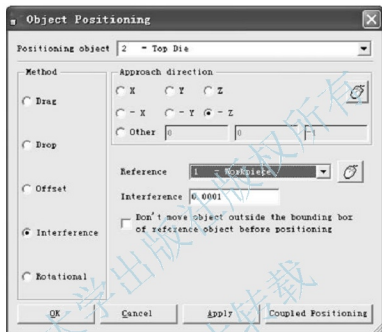 Object Positioning
Positioning object 2 - Top Die
Method
Drag
Drop
Offset
Interference
Rotational
Approach direction
X Y Z
- X - Y - Z
Other 0 0 -1
Reference 1 - Workpiece
Interference 0.0001
Don't move object outside the bounding box
of reference object before positioning
OK Cancel Apply Coupled Positioning